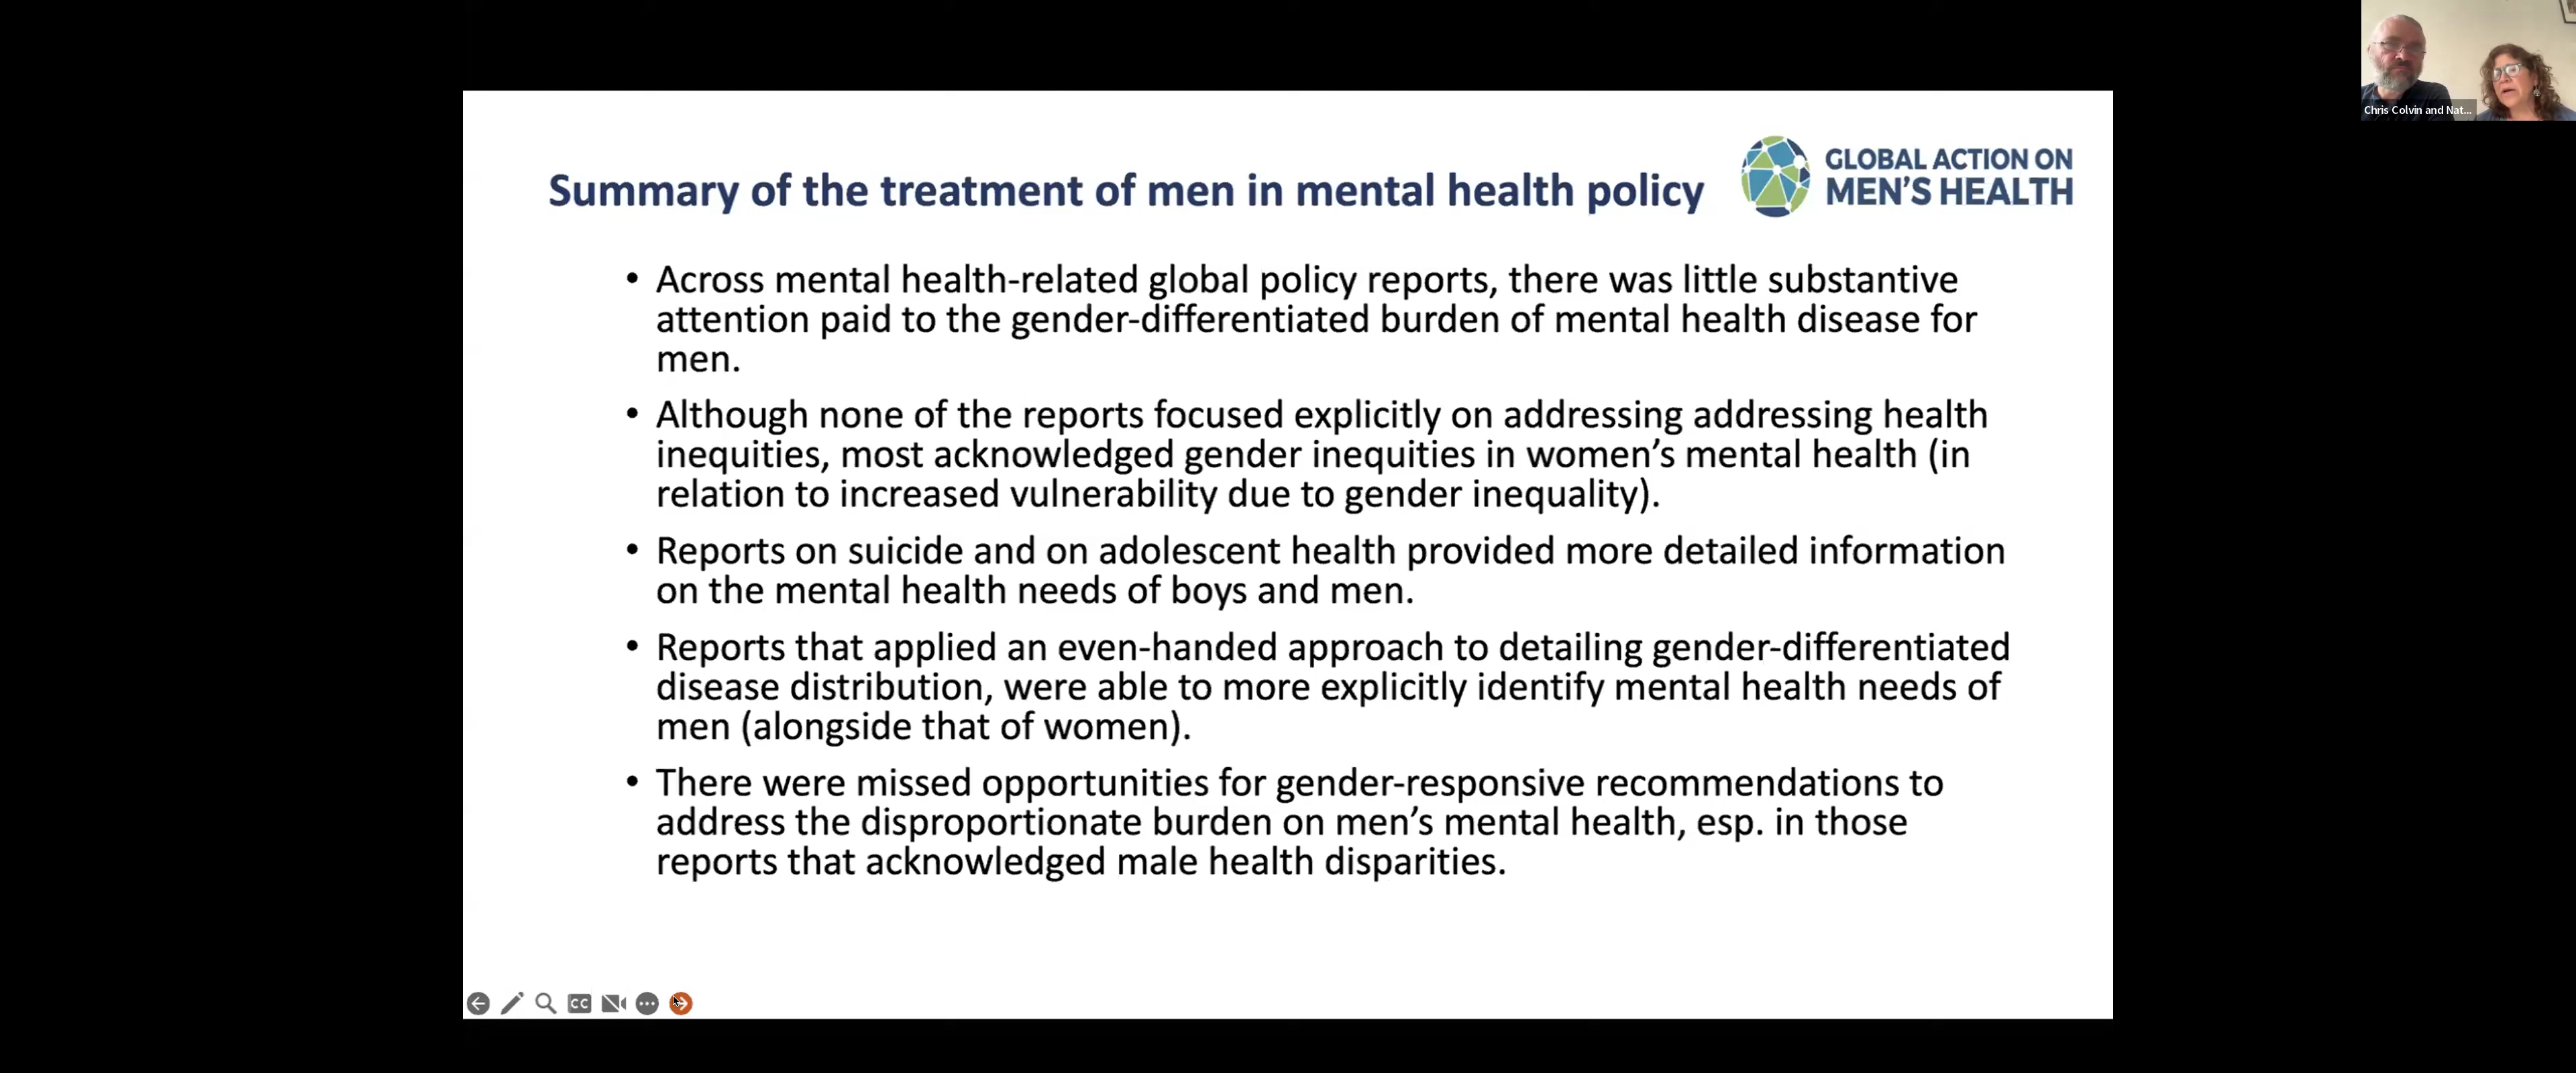 Chris Colvin and Nat...
Summary of the treatment of men in mental health policy
GLOBAL ACTION ON
MEN'S HEALTH
• Across mental health-related global policy reports, there was little substantive
attention paid to the gender-differentiated burden of mental health disease for
men.
• Although none of the reports focused explicitly on addressing addressing health
inequities, most acknowledged gender inequities in women's mental health (in
relation to increased vulnerability due to gender inequality).
• Reports on suicide and on adolescent health provided more detailed information
on the mental health needs of boys and men.
• Reports that applied an even-handed approach to detailing gender-differentiated
disease distribution, were able to more explicitly identify mental health needs of
men (alongside that of women).
• There were missed opportunities for gender-responsive recommendations to
address the disproportionate burden on men's mental health, esp. in those
reports that acknowledged male health disparities.
CC